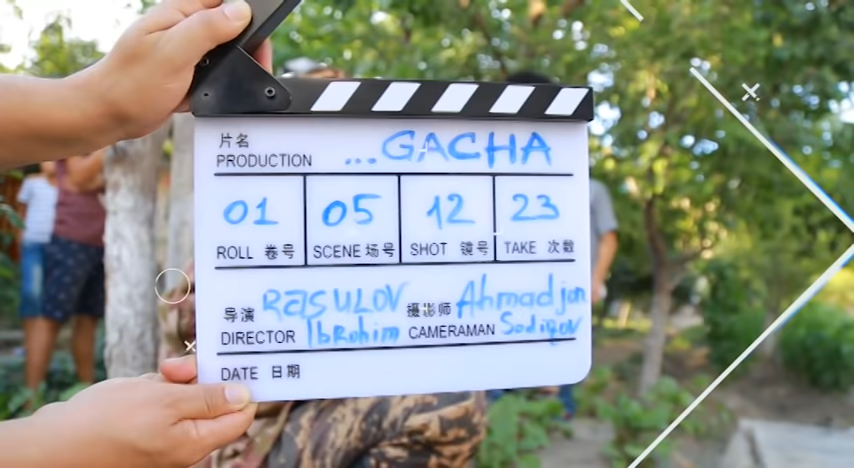 片名
PRODUCTION ...GACHA
01 05 12 23
ROLL 卷号 SCENE 场号 SHOT 镜号 TAKE 次数
导演 RASULOV 摄影师 Ahmadjon
DIRECTOR IbRohim CAMERAMAN Sodiqov
DATE 日期